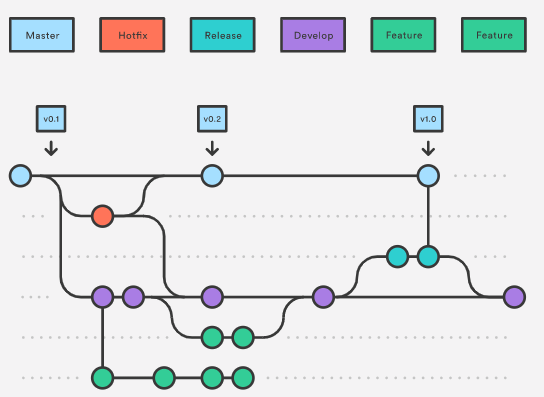 Master
Hotfix
Release
Develop
Feature
Feature
v0.1
v0.2
v1.0